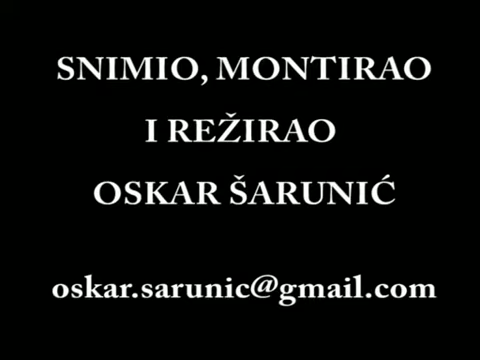 SNIMIO, MONTIRAO
I REŽIRAO
OSKAR ŠARUNIĆ
oskar.sarunic@gmail.com